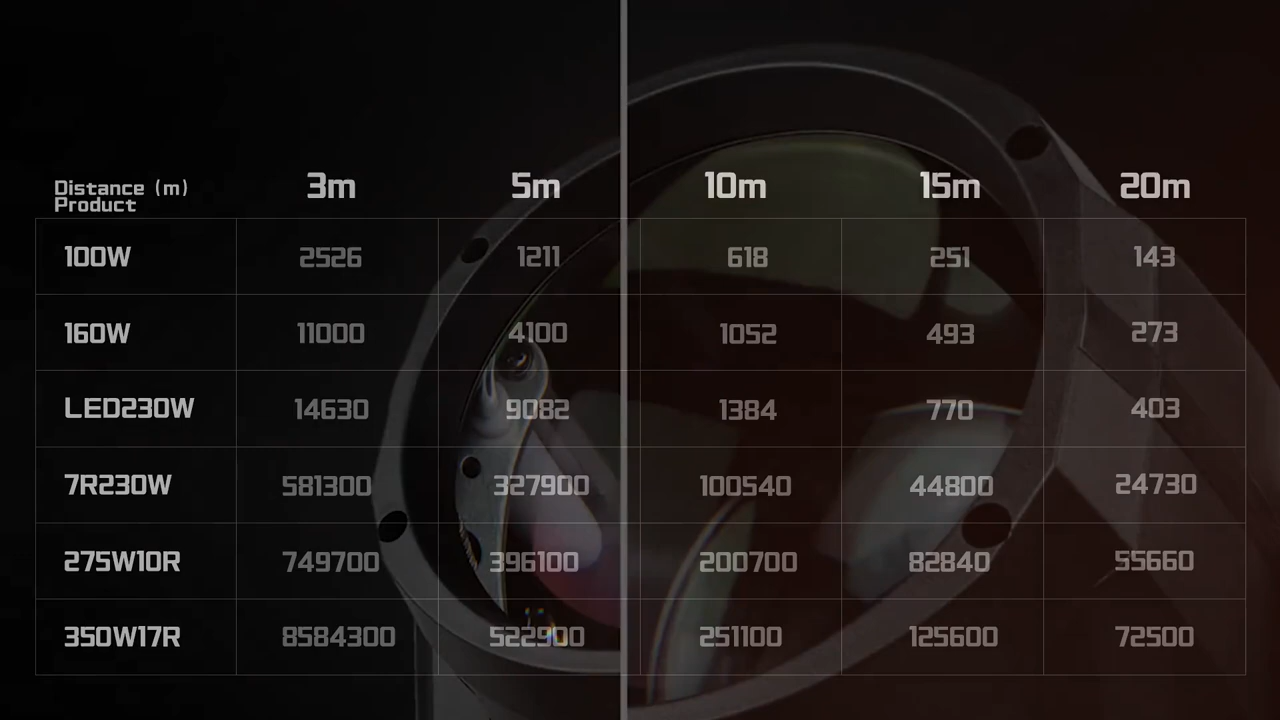 Distance (m)
Product
3m 5m 10m 15m 20m
100W 2526 1211 618 251 143
160W 11000 4100 1052 493 273
LED230W 14630 9082 1384 770 403
7R230W 581300 327900 100540 44800 24730
275W10R 749700 396100 200700 82840 55660
350W17R 8584300 522900 251100 125600 72500